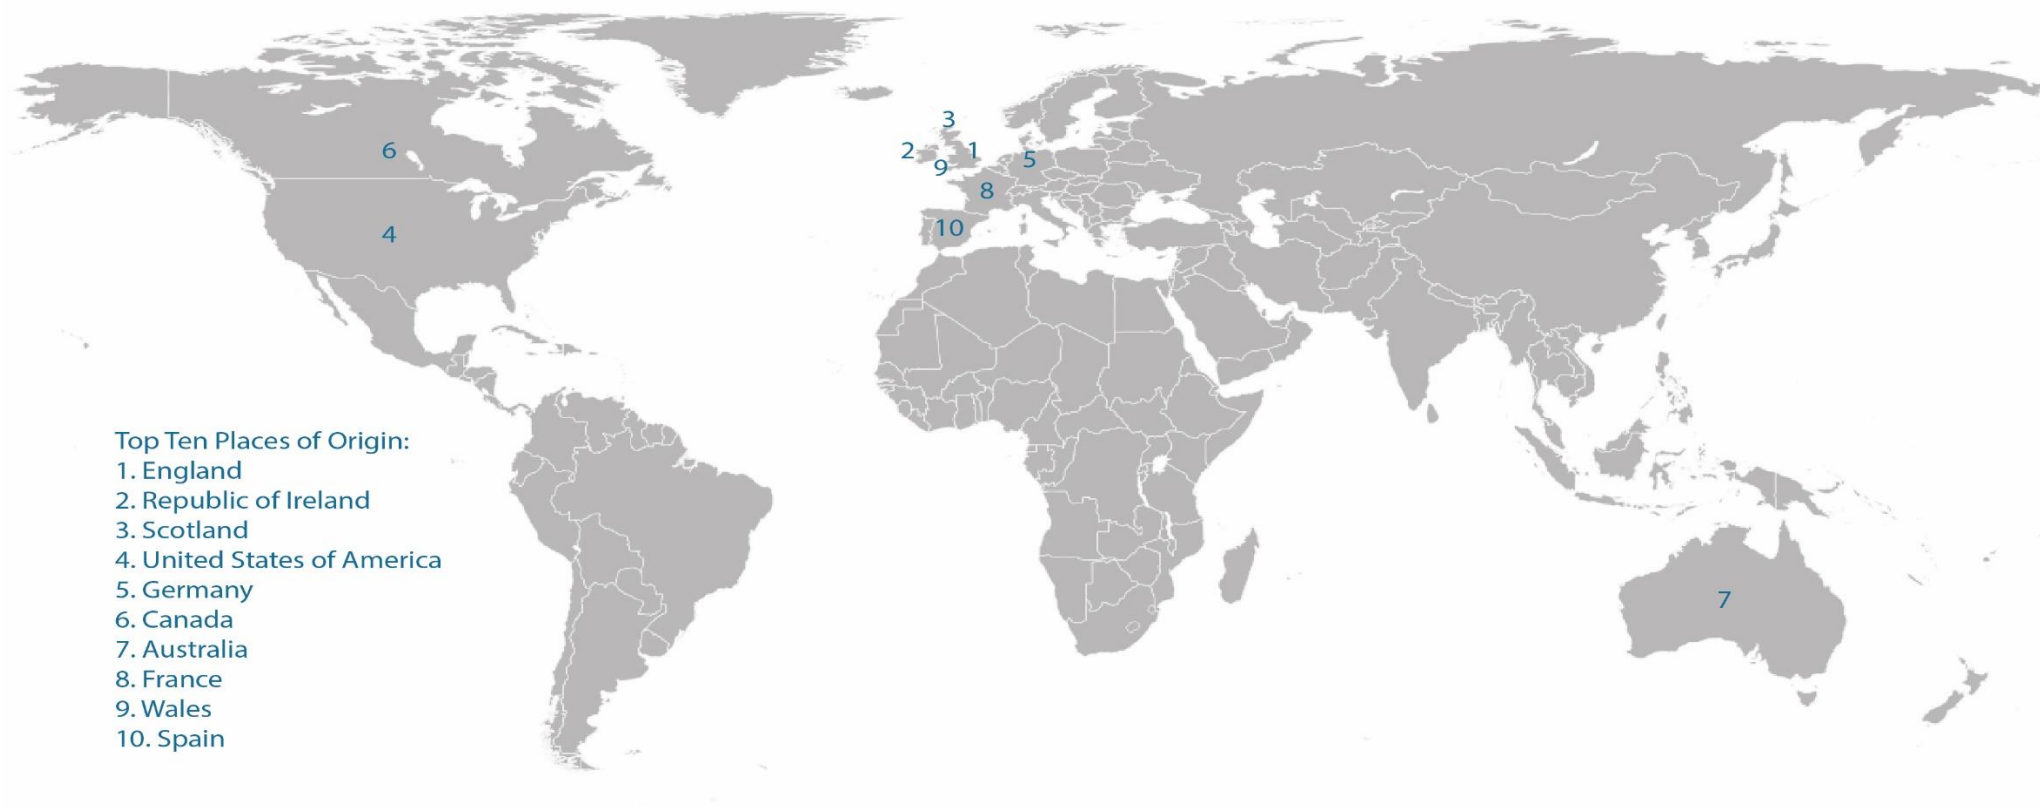 3
6
2
1
5
9
8
10
4
7
Top Ten Places of Origin:
1. England
2. Republic of Ireland
3. Scotland
4. United States of America
5. Germany
6. Canada
7. Australia
8. France
9. Wales
10. Spain